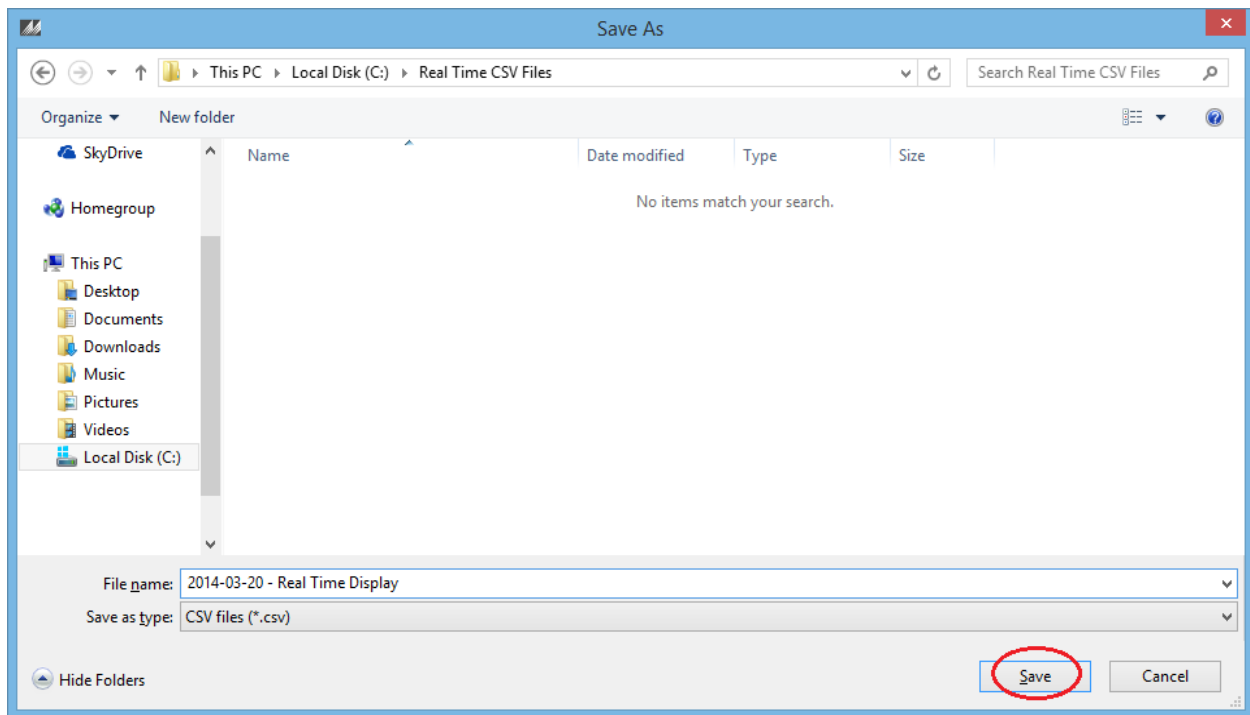 Save As
This PC Local Disk (C:) Real Time CSV Files Search Real Time CSV Files
Organize New folder
SkyDrive Name Date modified Type Size
No items match your search.
Homegroup
This PC
Desktop
Documents
Downloads
Music
Pictures
Videos
Local Disk (C:)
File name: 2014-03-20 - Real Time Display
Save as type: CSV files (*.csv)
Hide Folders Save Cancel